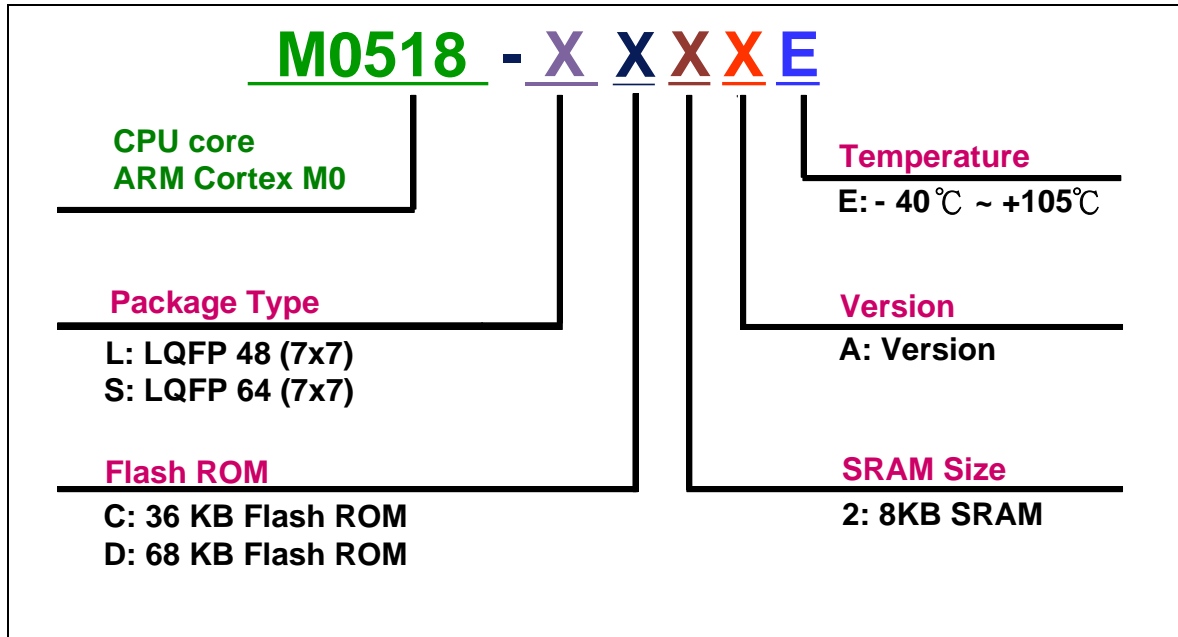 M0518 - X X X X E
CPU core
ARM Cortex M0
Temperature
E: - 40℃ ~ +105℃
Package Type
L: LQFP 48 (7x7)
S: LQFP 64 (7x7)
Version
A: Version
Flash ROM
C: 36 KB Flash ROM
D: 68 KB Flash ROM
SRAM Size
2: 8KB SRAM